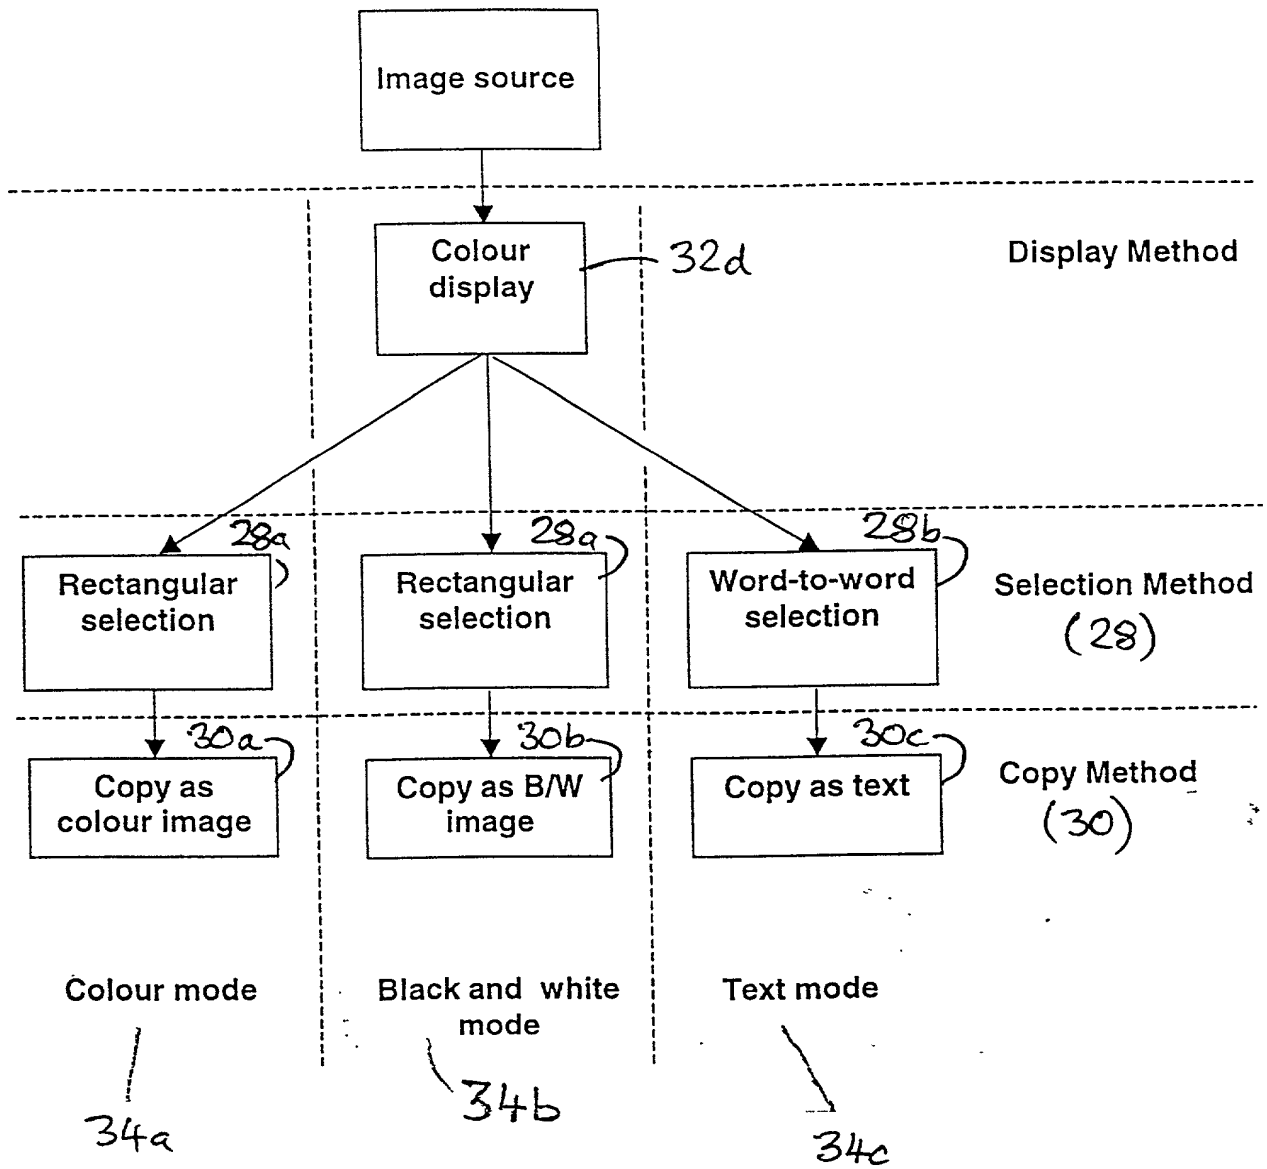 Image source
Colour
display
32d
Display Method
28a
28a
28b
Rectangular
selection
Rectangular
selection
Word-to-word
selection
Selection Method
(28)
30a
30b
30c
Copy as
colour image
Copy as B/W
image
Copy as text
Copy Method
(30)
Colour mode
Black and white
mode
Text mode
34a
34b
34c